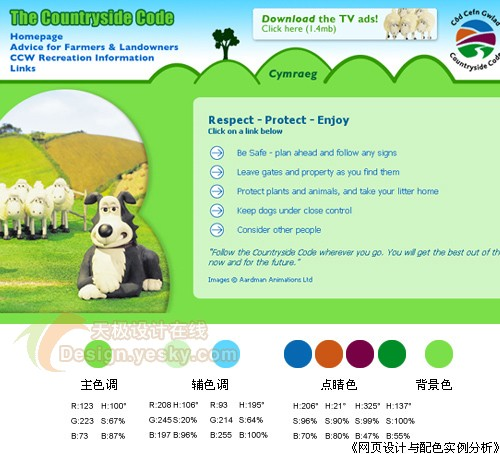 The Countryside Code
Homepage
Advice for Farmers & Landowners
CCW Recreation Information
Links
Download the TV ads!
Click here (1.4mb)
Côd Cefn Gwlad
Countryside Code
Cymraeg
Respect - Protect - Enjoy
Click on a link below
Be Safe - plan ahead and follow any signs
Leave gates and property as you find them
Protect plants and animals, and take your litter home
Keep dogs under close control
Consider other people
"Follow the Countryside Code wherever you go. You will get the best out of th
now and for the future."
Images © Aardman Animations Ltd
天极设计在线
Design.yesky.com
主色调 辅色调 点睛色 背景色
R:123 H:100° R:208 H:106° R:93 H:195° H:206° H:21° H:325° H:137°
G:223 S:67% G:245 S:20% G:214 S:64% S:96% S:90% S:99% S:100%
B:73 B:87% B:197 B:96% B:255 B:100% B:70% B:80% B:47% B:55%
《网页设计与配色实例分析》